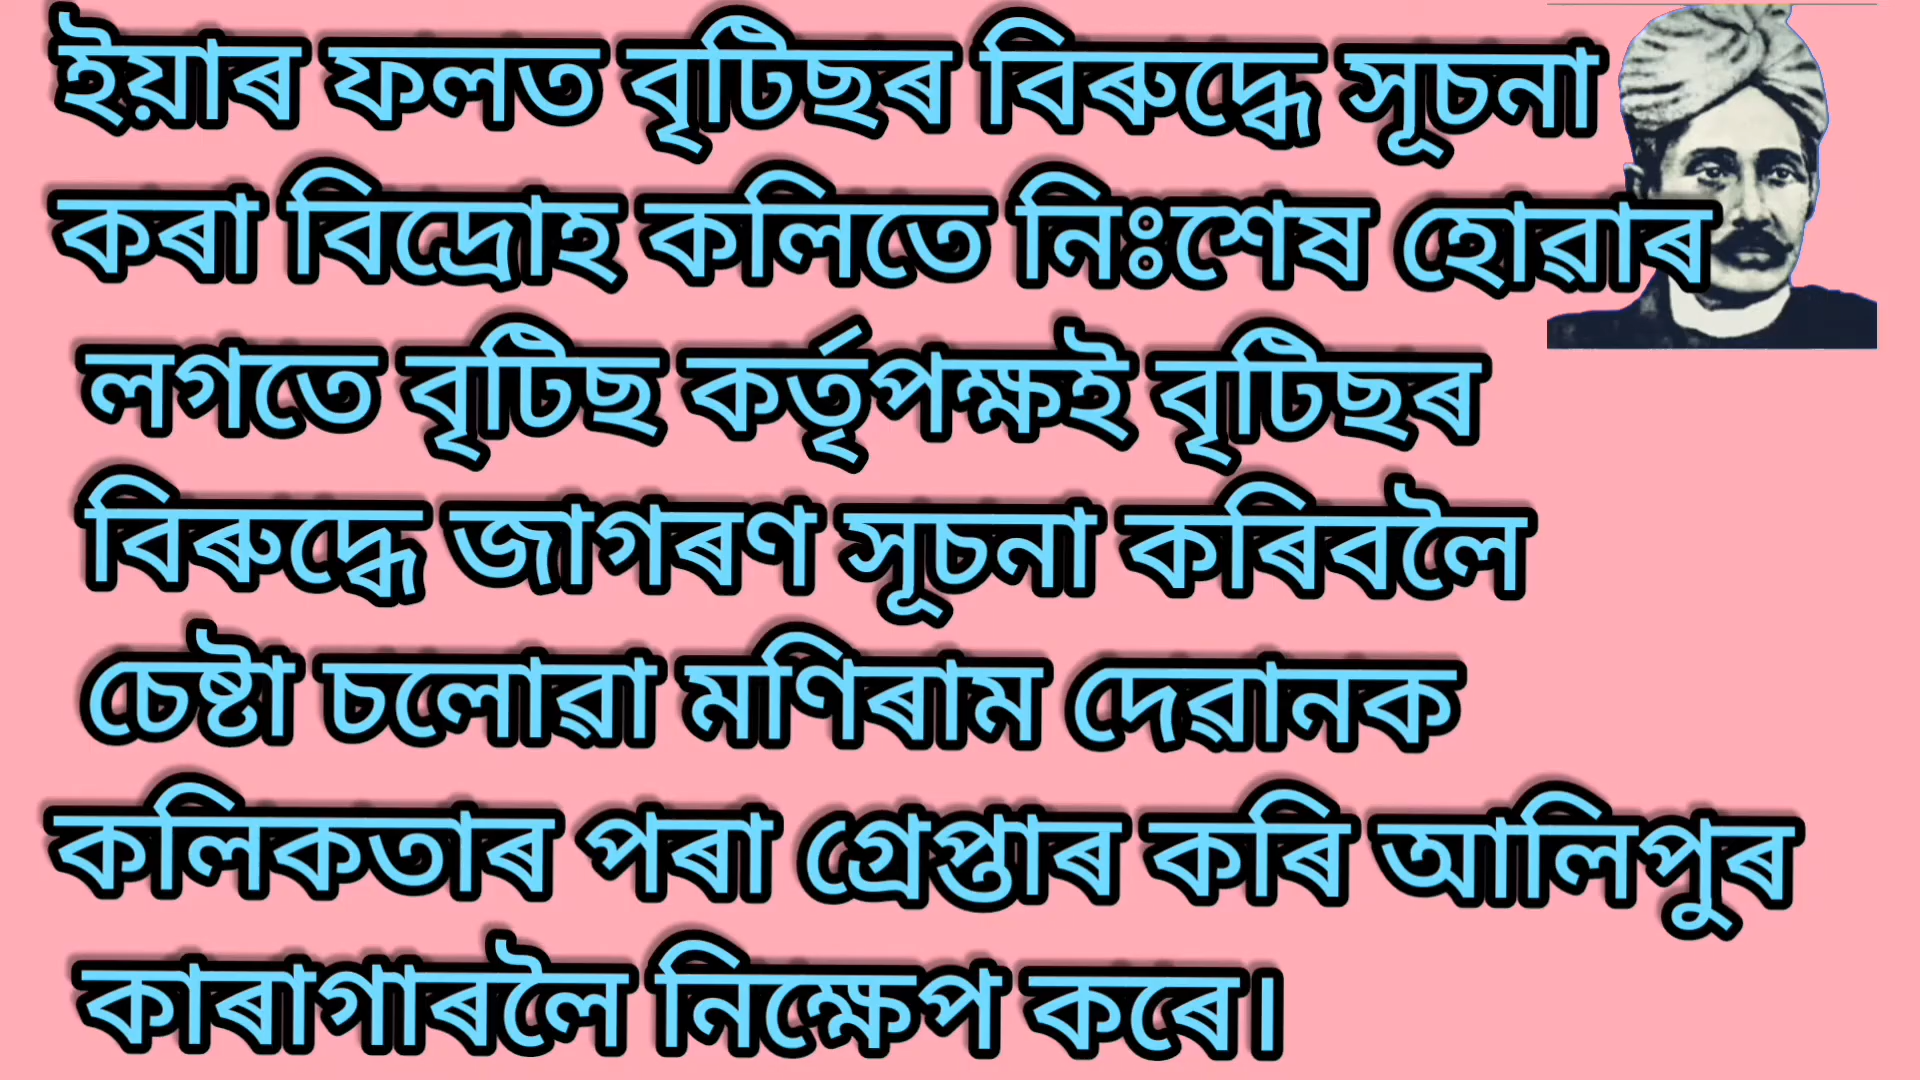 ইয়াৰ ফলত বৃটিছৰ বিৰুদ্ধে সূচনা
কৰা বিদ্ৰোহ কলিতে নিঃশেষ হোৱাৰ
লগতে বৃটিছ কৰ্তৃপক্ষই বৃটিছৰ
বিৰুদ্ধে জাগৰণ সূচনা কৰিবলৈ
চেষ্টা চলোৱা মণিৰাম দেৱানক
কলিকতাৰ পৰা গ্ৰেপ্তাৰ কৰি আলিপুৰ
কাৰাগাৰলৈ নিক্ষেপ কৰে।